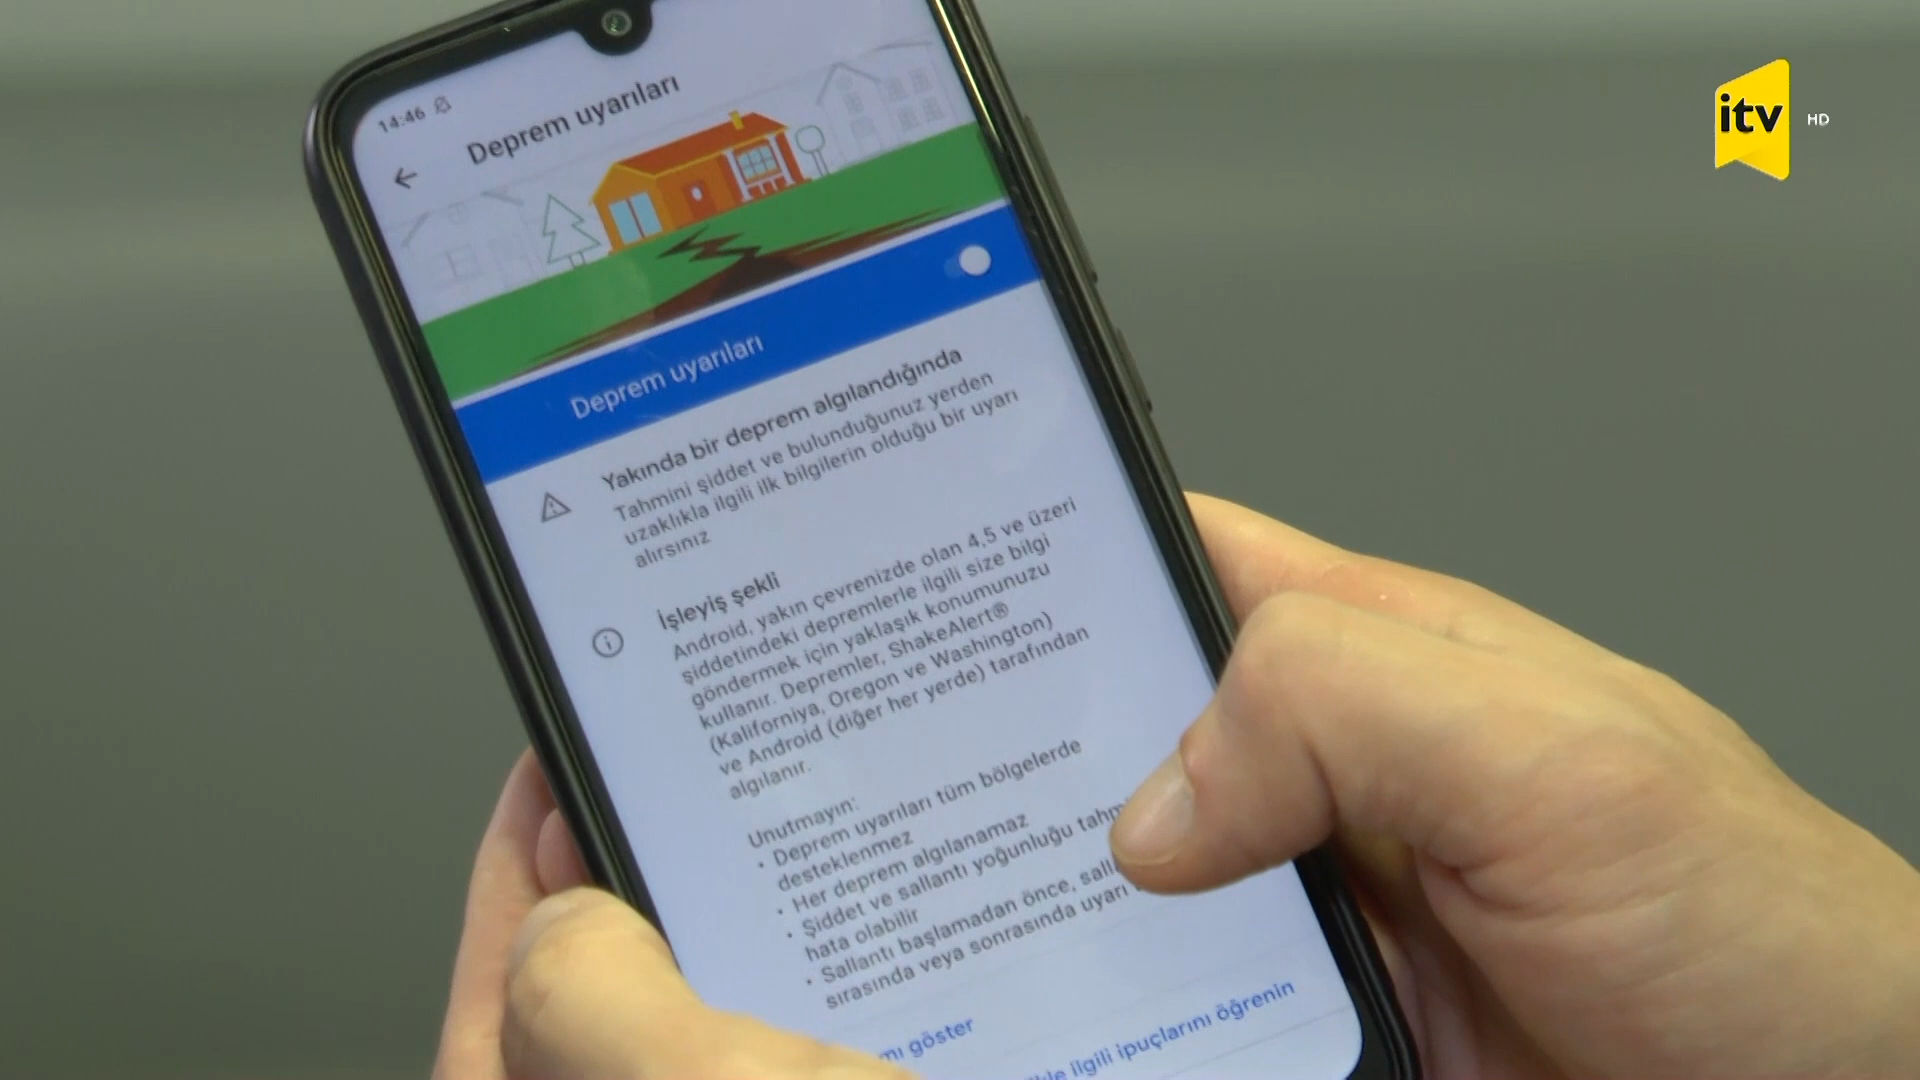 itv HD
14:46
Deprem uyarıları
Deprem uyarıları
Yakında bir deprem algılandığında
Tahmini şiddet ve bulunduğunuz yerden
uzaklıkla ilgili ilk bilgilerin olduğu bir uyarı
alırsınız
İşleyiş şekli
Android, yakın çevrenizde olan 4,5 ve üzeri
şiddetindeki depremlerle ilgili size bilgi
göndermek için yaklaşık konumunuzu
kullanır. Depremler, ShakeAlert®
(Kaliforniya, Oregon ve Washington)
ve Android (diğer her yerde) tarafından
algılanır.
Unutmayın:
• Deprem uyarıları tüm bölgelerde
desteklenmez
• Her deprem algılanamaz
• Şiddet ve sallantı yoğunluğu
hata olabilir
• Sallantı başlamadan önce,
sırasında veya sonrasında uyarı
göster
ilgili ipuçlarını öğrenin